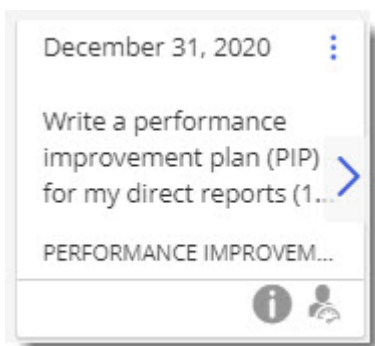 December 31, 2020
Write a performance
improvement plan (PIP)
for my direct reports (1...
PERFORMANCE IMPROVEM...